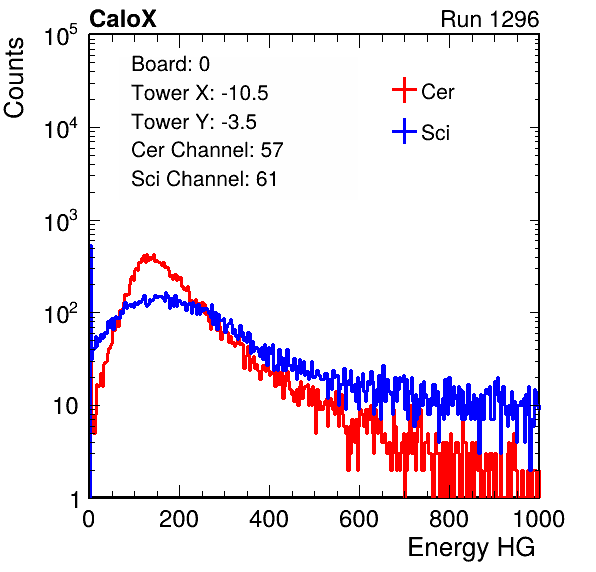 CaloX Run 1296
Counts
10^5
10^4
10^3
10^2
10
1
Board: 0
Tower X: -10.5
Tower Y: -3.5
Cer Channel: 57
Sci Channel: 61
Cer
Sci
0 200 400 600 800 1000
Energy HG